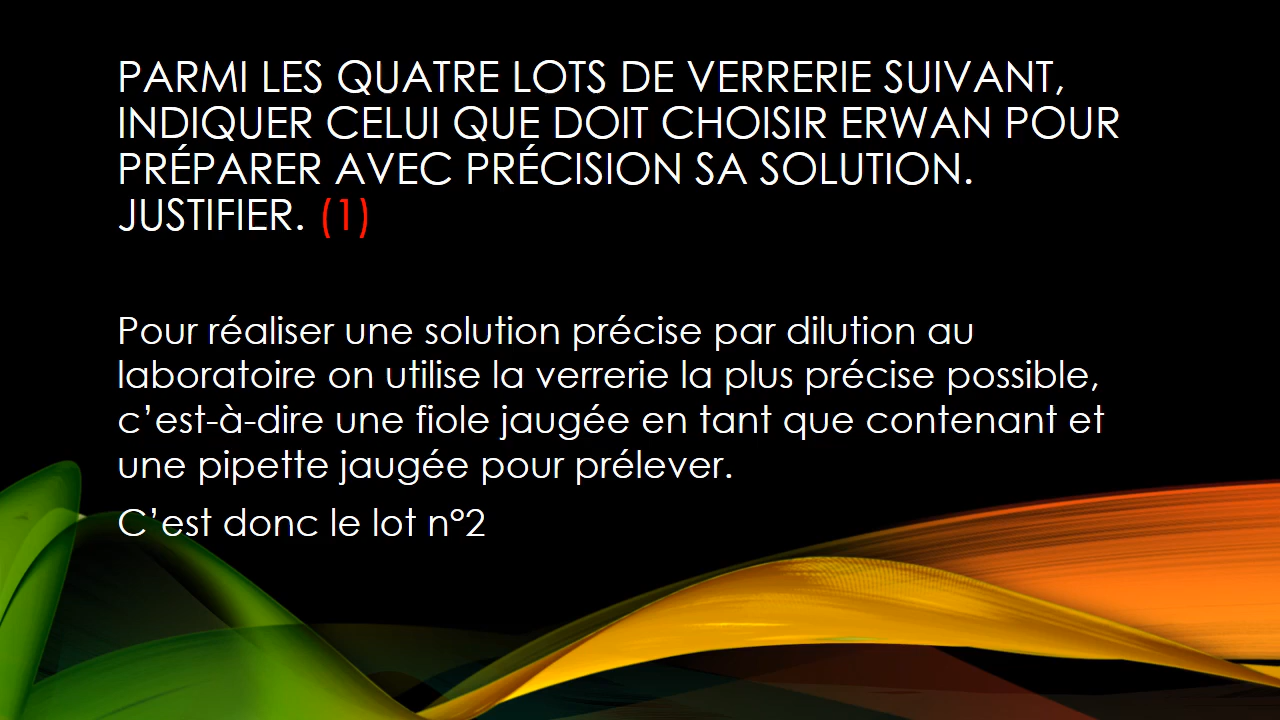 PARMI LES QUATRE LOTS DE VERRERIE SUIVANT,
INDIQUER CELUI QUE DOIT CHOISIR ERWAN POUR
PRÉPARER AVEC PRÉCISION SA SOLUTION.
JUSTIFIER. (1)
Pour réaliser une solution précise par dilution au
laboratoire on utilise la verrerie la plus précise possible,
c’est-à-dire une fiole jaugée en tant que contenant et
une pipette jaugée pour prélever.
C’est donc le lot n°2